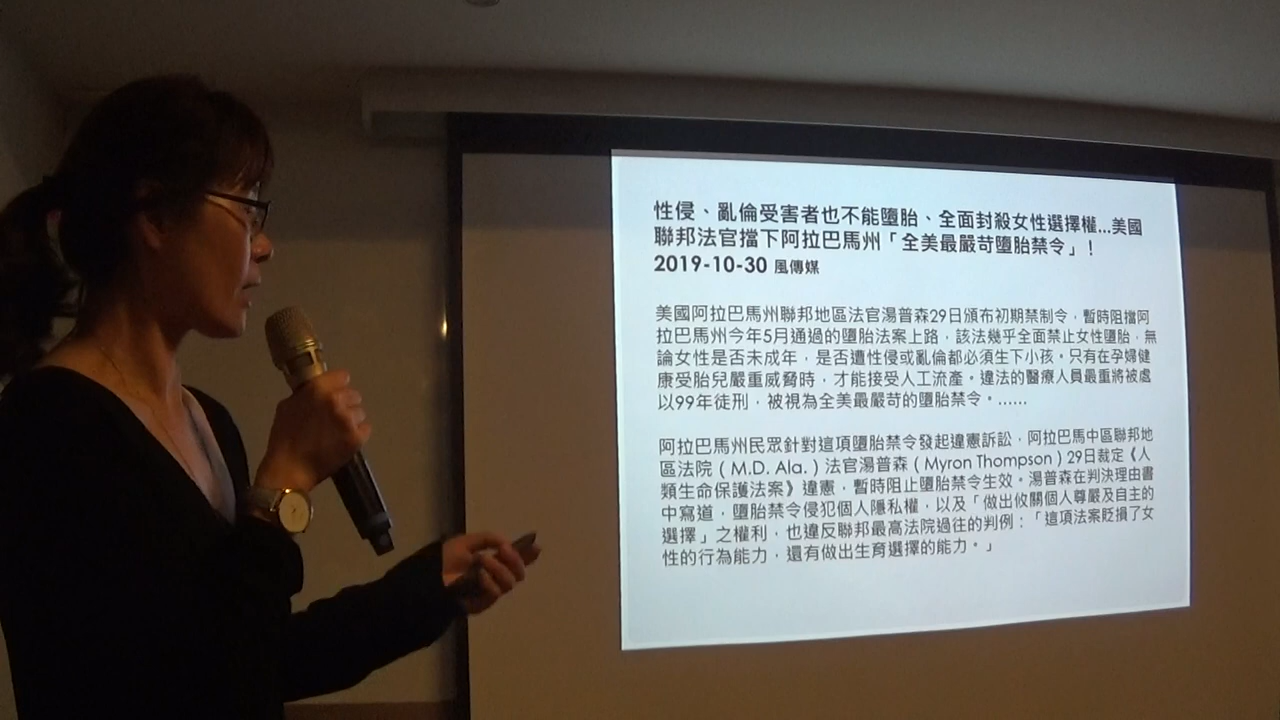 性侵、亂倫受害者也不能墮胎、全面封殺女性選擇權...美國
聯邦法官擋下阿拉巴馬州「全美最嚴苛墮胎禁令」！
2019-10-30 風傳媒
美國阿拉巴馬州聯邦地區法官湯普森29日頒布初期禁制令，暫時阻擋阿
拉巴馬州今年5月通過的墮胎法案上路，該法幾乎全面禁止女性墮胎，無
論女性是否未成年，是否遭性侵或亂倫都必須生下小孩。只有在孕婦健
康受胎兒嚴重威脅時，才能接受人工流產。違法的醫療人員最重將被處
以99年徒刑，被視為全美最嚴苛的墮胎禁令。......
阿拉巴馬州民眾針對這項墮胎禁令發起違憲訴訟，阿拉巴馬中區聯邦地
區法院（M.D. Ala.）法官湯普森（Myron Thompson）29日裁定《人
類生命保護法案》違憲，暫時阻止墮胎禁令生效。湯普森在判決理由書
中寫道，墮胎禁令侵犯個人隱私權，以及「做出攸關個人尊嚴及自主的
選擇」之權利，也違反聯邦最高法院過往的判例：「這項法案貶損了女
性的行為能力，還有做出生育選擇的能力。」